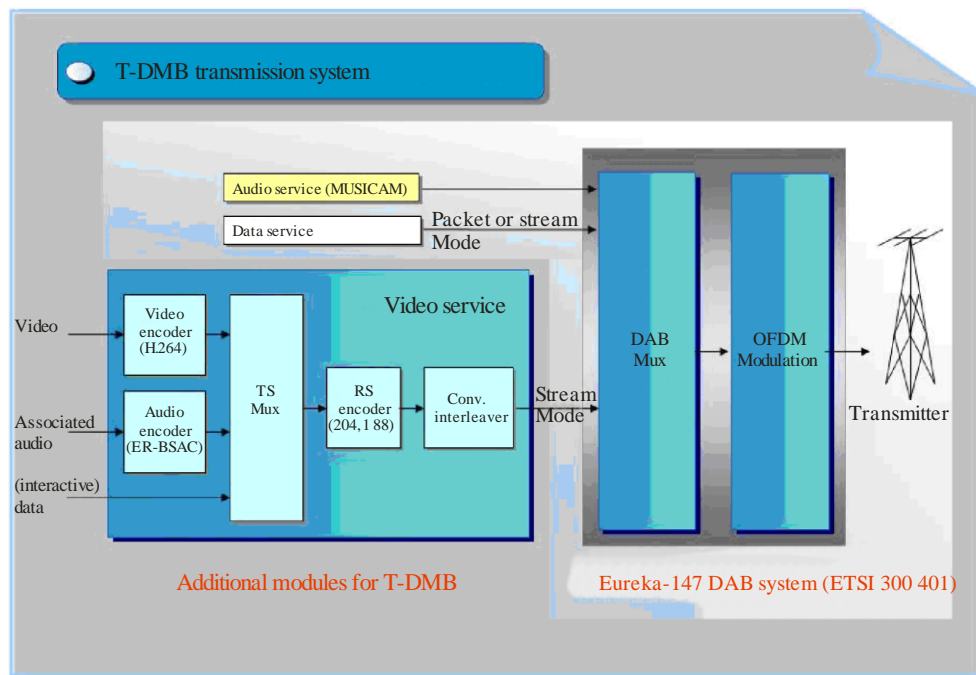 T-DMB transmission system
Audio service (MUSICAM)
Data service
Packet or stream
Mode
Video service
Video
Video
encoder
(H264)
Associated
audio
Audio
encoder
(ER-BSAC)
(interactive)
data
TS
Mux
RS
encoder
(204,1 88)
Conv.
interleaver
Stream
Mode
DAB
Mux
OFDM
Modulation
Transmitter
Additional modules for T-DMB
Eureka-147 DAB system (ETSI 300 401)